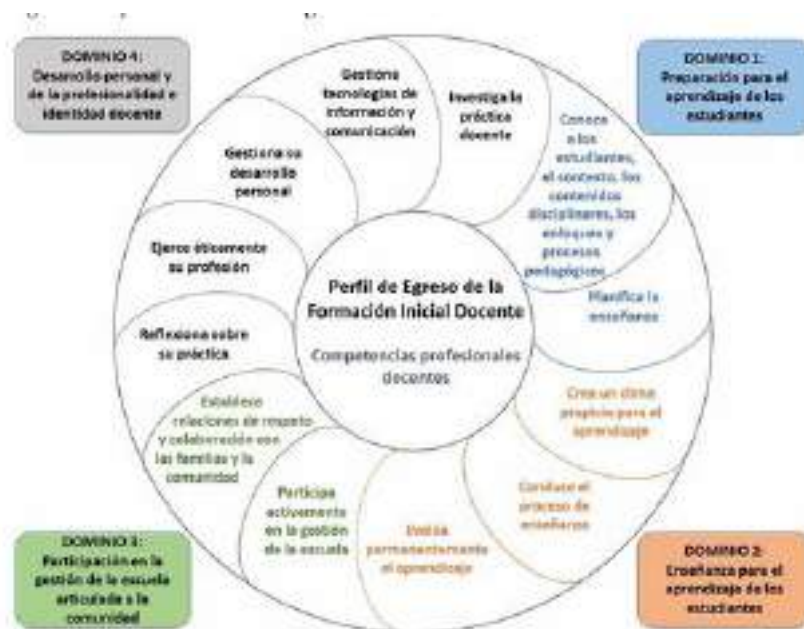 DOMINIO 4:
Desarrollo personal y
de la profesionalidad e
identidad docente
DOMINIO 1:
Preparación para el
aprendizaje de los
estudiantes
Gestiona
tecnologías de
información y
comunicación
Investiga la
práctica
docente
Conoce
a los
estudiantes,
el contexto, los
contenidos
disciplinares, los
enfoques y
procesos
pedagógicos
Gestiona su
desarrollo
personal
Ejerce éticamente
su profesión
Reflexiona sobre
su práctica
Perfil de Egreso de la
Formación Inicial Docente
Competencias profesionales
docentes
Planifica la
enseñanza
Crea un clima
propicio para el
aprendizaje
Conduce el
proceso de
enseñanza
Evalúa
permanentemente
el aprendizaje
Participa
activamente
en la gestión
de la escuela
Establece
relaciones de respeto
y colaboración con
las familias y la
comunidad
DOMINIO 3:
Participación en la
gestión de la escuela
articulada a la
comunidad
DOMINIO 2:
Enseñanza para el
aprendizaje de los
estudiantes